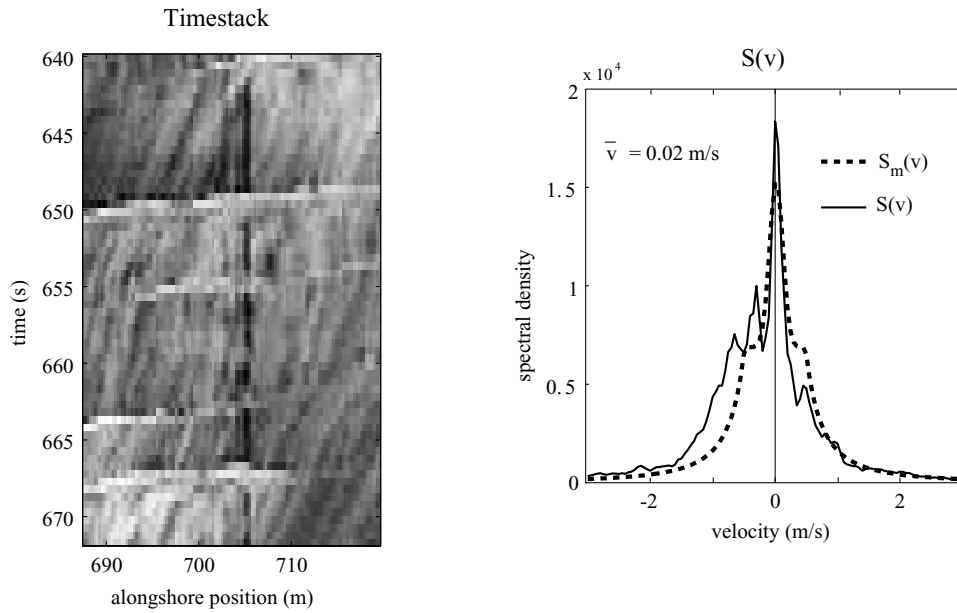 Timestack
640
645
650
655
660
665
670
time (s)
690 700 710
alongshore position (m)
S(v)
x 10^4
2
1.5
1
0.5
0
spectral density
v̅ = 0.02 m/s
S_m(v)
S(v)
-2 0 2
velocity (m/s)